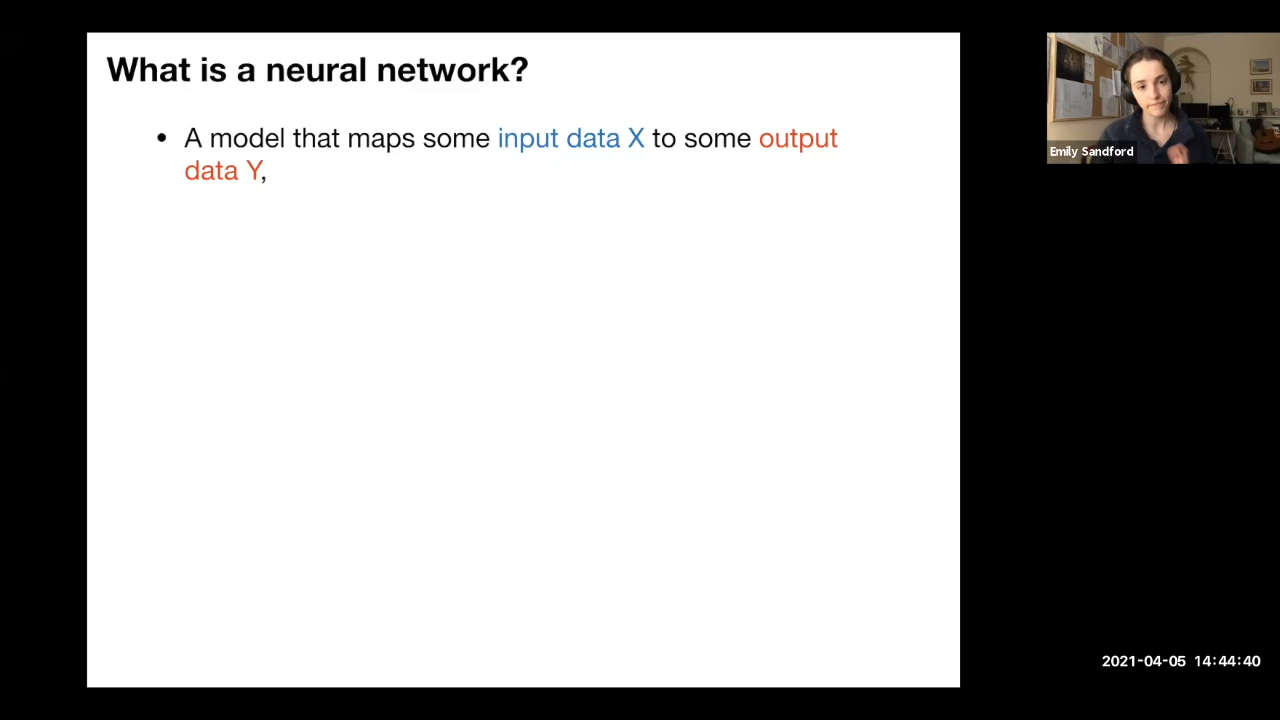 What is a neural network?
• A model that maps some input data X to some output
data Y,
Emily Sandford
2021-04-05 14:44:40